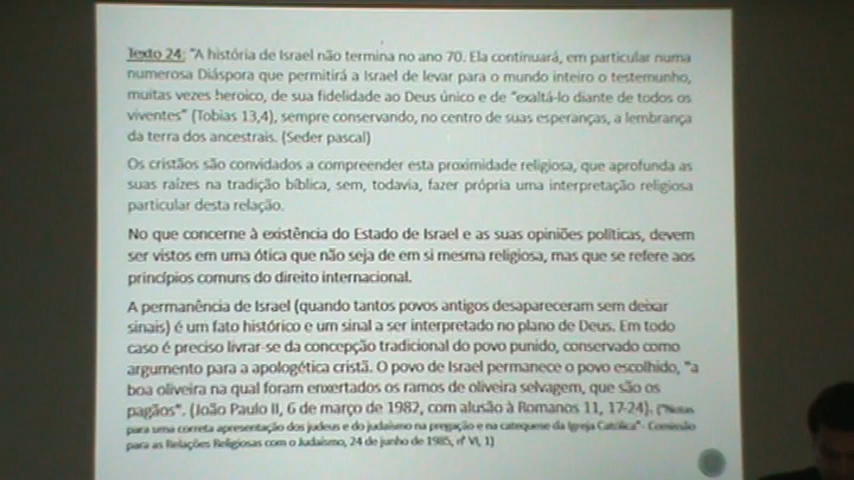 Texto 24: "A história de Israel não termina no ano 70. Ela continuará, em particular numa
numerosa Diáspora que permitirá a Israel de levar para o mundo inteiro o testemunho,
muitas vezes heroico, de sua fidelidade ao Deus único e de "exaltá-lo diante de todos os
viventes" (Tobias 13,4), sempre conservando, no centro de suas esperanças, a lembrança
da terra dos ancestrais. (Seder pascal)
Os cristãos são convidados a compreender esta proximidade religiosa, que aprofunda as
suas raízes na tradição bíblica, sem, todavia, fazer própria uma interpretação religiosa
particular desta relação.
No que concerne à existência do Estado de Israel e as suas opiniões políticas, devem
ser vistos em uma ótica que não seja de em si mesma religiosa, mas que se refere aos
princípios comuns do direito internacional.
A permanência de Israel (quando tantos povos antigos desapareceram sem deixar
sinais) é um fato histórico e um sinal a ser interpretado no plano de Deus. Em todo
caso é preciso livrar-se da concepção tradicional do povo punido, conservado como
argumento para a apologética cristã. O povo de Israel permanece o povo escolhido, "a
boa oliveira na qual foram enxertados os ramos de oliveira selvagem, que são os
pagãos". (João Paulo II, 6 de março de 1982, com alusão à Romanos 11, 17-24). ("Notas
para uma correta apresentação dos judeus e do judaísmo na pregação e na catequese da Igreja Católica"- Comissão
para as Relações Religiosas com o Judaísmo, 24 de junho de 1985, nº VI, 1)